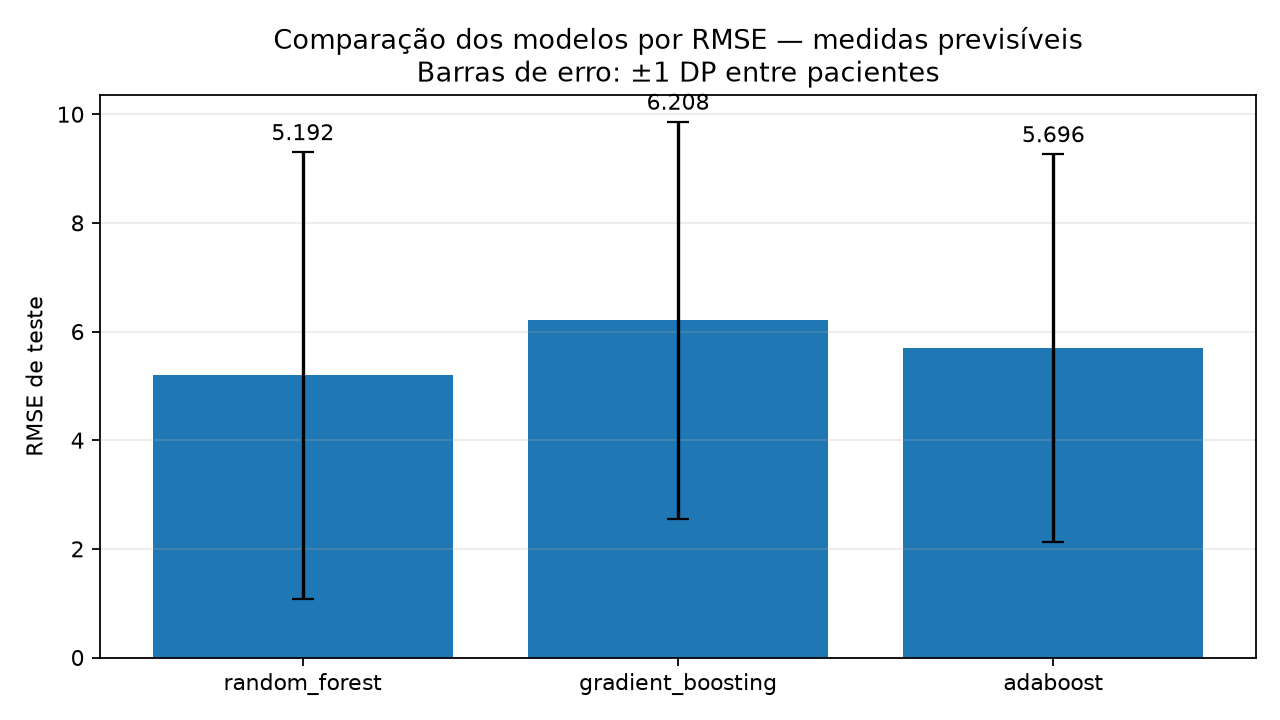 Comparação dos modelos por RMSE — medidas previsíveis
Barras de erro: ±1 DP entre pacientes
10
8
6
4
2
0
RMSE de teste
5.192
6.208
5.696
random_forest
gradient_boosting
adaboost